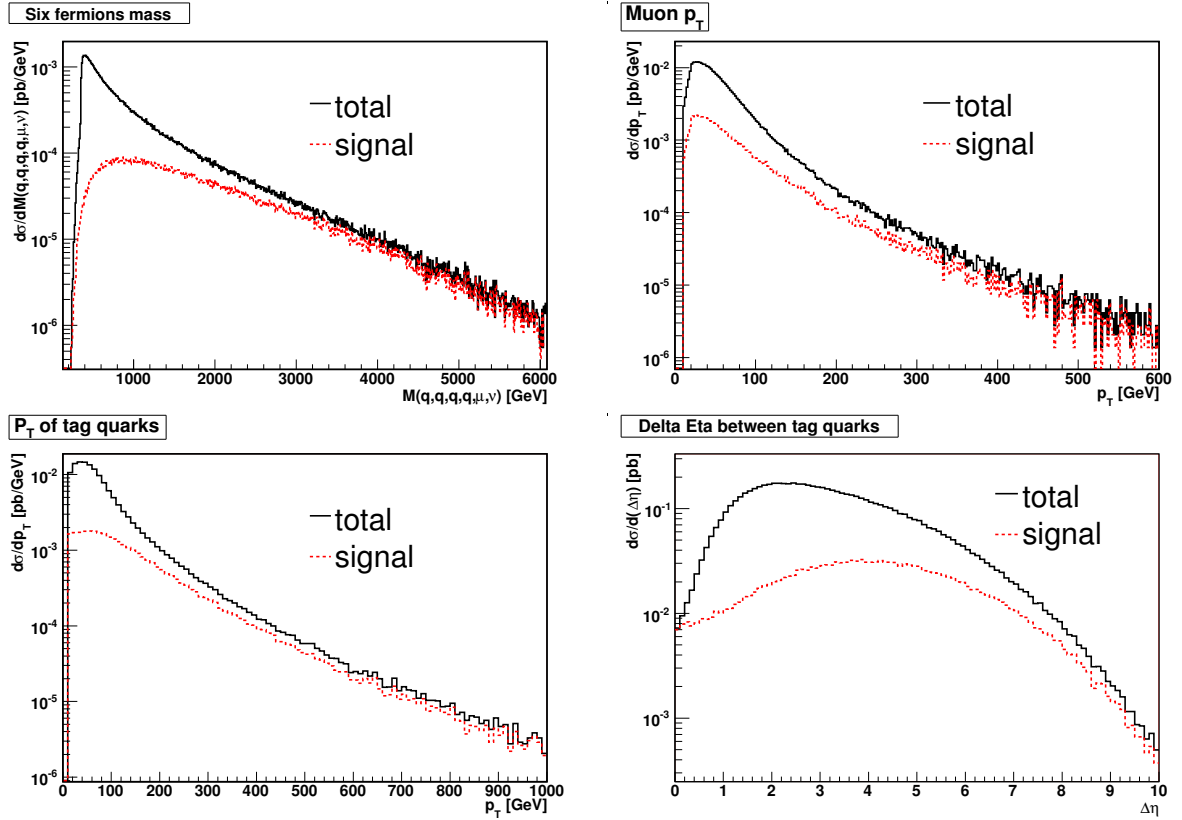 Six fermions mass
dσ/dM(q,q,q,q,μ,ν) [pb/GeV]
10⁻³
10⁻⁴
10⁻⁵
10⁻⁶
total
signal
1000 2000 3000 4000 5000 6000
M(q,q,q,q,μ,ν) [GeV]
Muon p_T
dσ/dp_T [pb/GeV]
10⁻²
10⁻³
10⁻⁴
10⁻⁵
10⁻⁶
total
signal
0 100 200 300 400 500 600
p_T [GeV]
P_T of tag quarks
dσ/dp_T [pb/GeV]
10⁻²
10⁻³
10⁻⁴
10⁻⁵
10⁻⁶
total
signal
0 100 200 300 400 500 600 700 800 900 1000
p_T [GeV]
Delta Eta between tag quarks
dσ/d(Δη) [pb]
10⁻¹
10⁻²
10⁻³
total
signal
0 1 2 3 4 5 6 7 8 9 10
Δη